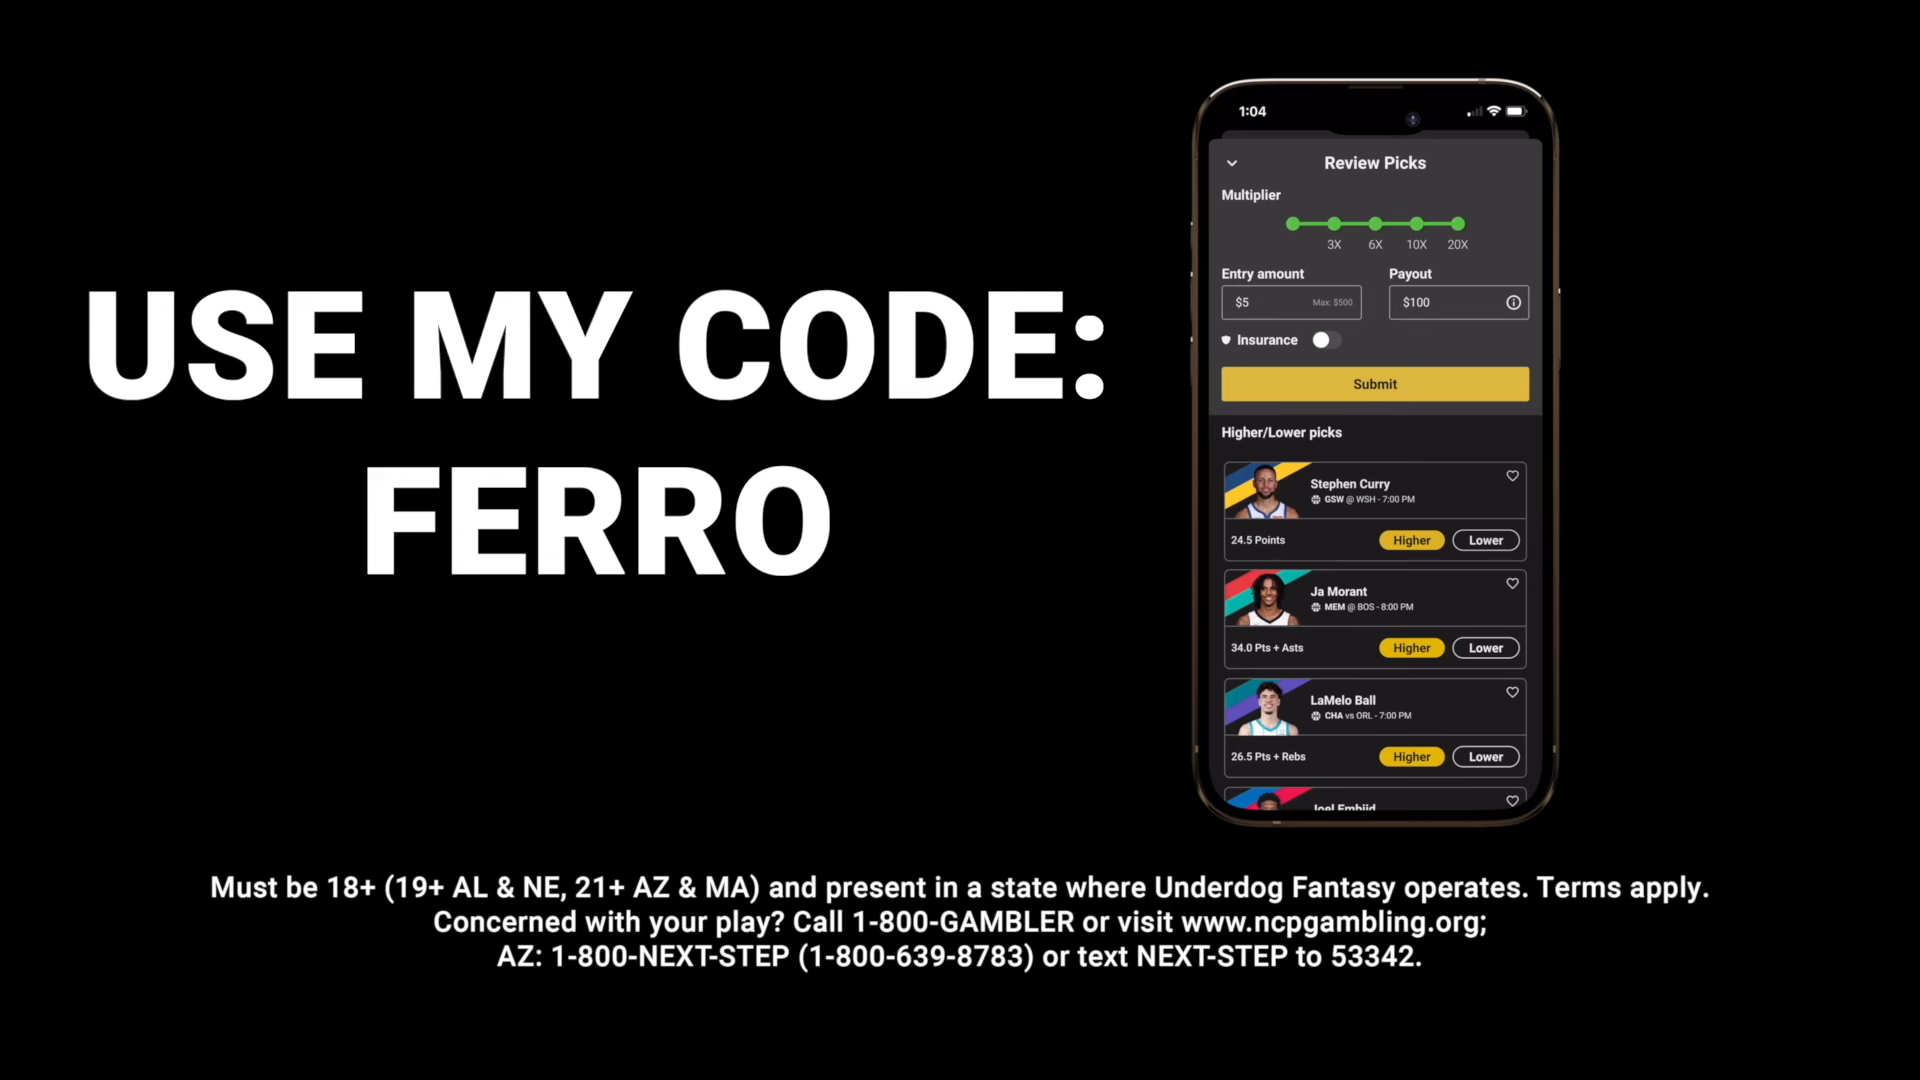 USE MY CODE:
FERRO
1:04
Review Picks
Multiplier
3X 6X 10X 20X
Entry amount Payout
$5 Max: $500 $100
Insurance
Submit
Higher/Lower picks
Stephen Curry
GSW @ WSH - 7:00 PM
24.5 Points Higher Lower
Ja Morant
MEM @ BOS - 8:00 PM
34.0 Pts + Asts Higher Lower
LaMelo Ball
CHA vs ORL - 7:00 PM
26.5 Pts + Rebs Higher Lower
Joel Embiid
Must be 18+ (19+ AL & NE, 21+ AZ & MA) and present in a state where Underdog Fantasy operates. Terms apply.
Concerned with your play? Call 1-800-GAMBLER or visit www.ncpgambling.org;
AZ: 1-800-NEXT-STEP (1-800-639-8783) or text NEXT-STEP to 53342.